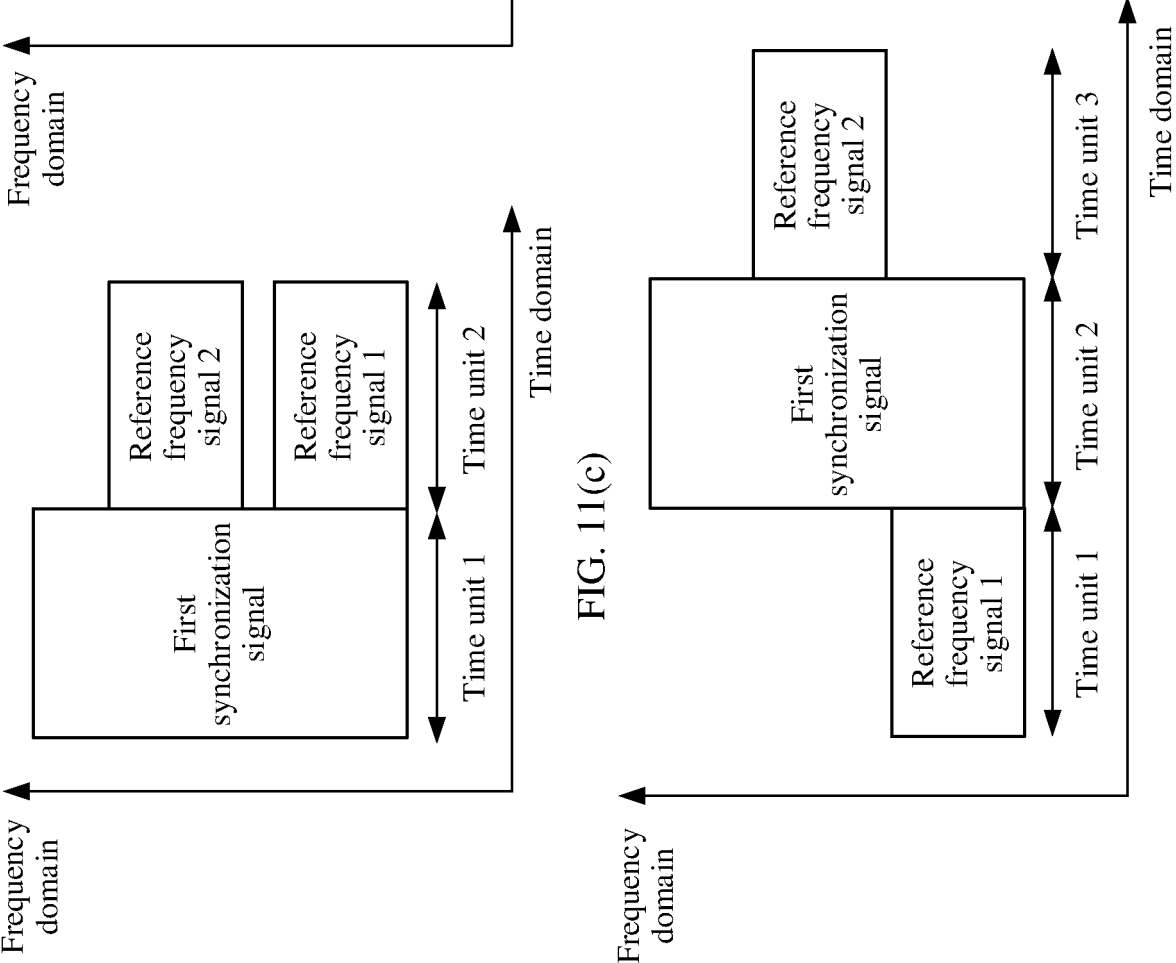 Frequency
domain
First
synchronization
signal
Reference
frequency
signal 2
Reference
frequency
signal 1
Time unit 1
Time unit 2
Time domain
Frequency
domain
FIG. 11(c)
Frequency
domain
Reference
frequency
signal 1
First
synchronization
signal
Reference
frequency
signal 2
Time unit 1
Time unit 2
Time unit 3
Time domain